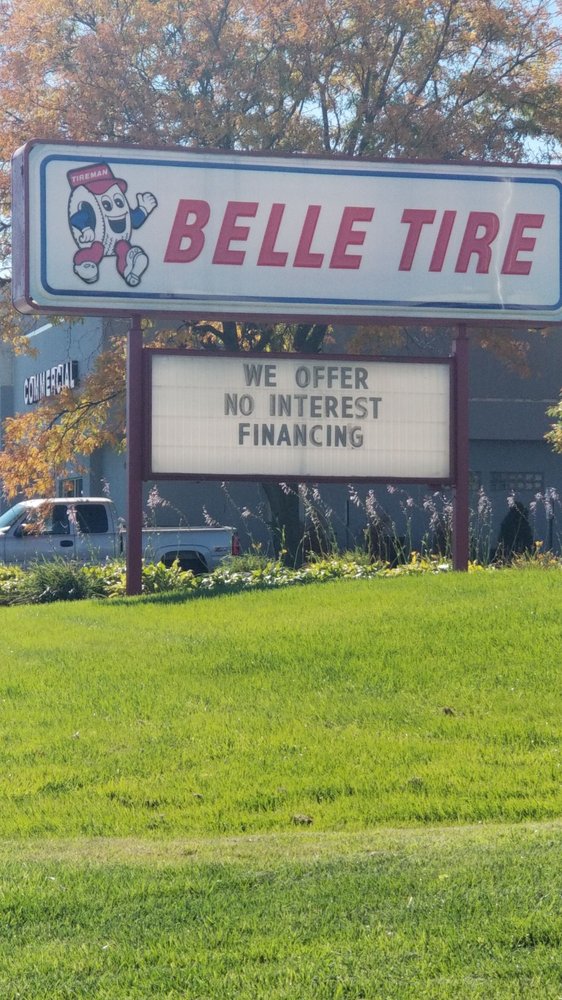 TIREMAN
BELLE TIRE
COMMERCIAL
WE OFFER
NO INTEREST
FINANCING